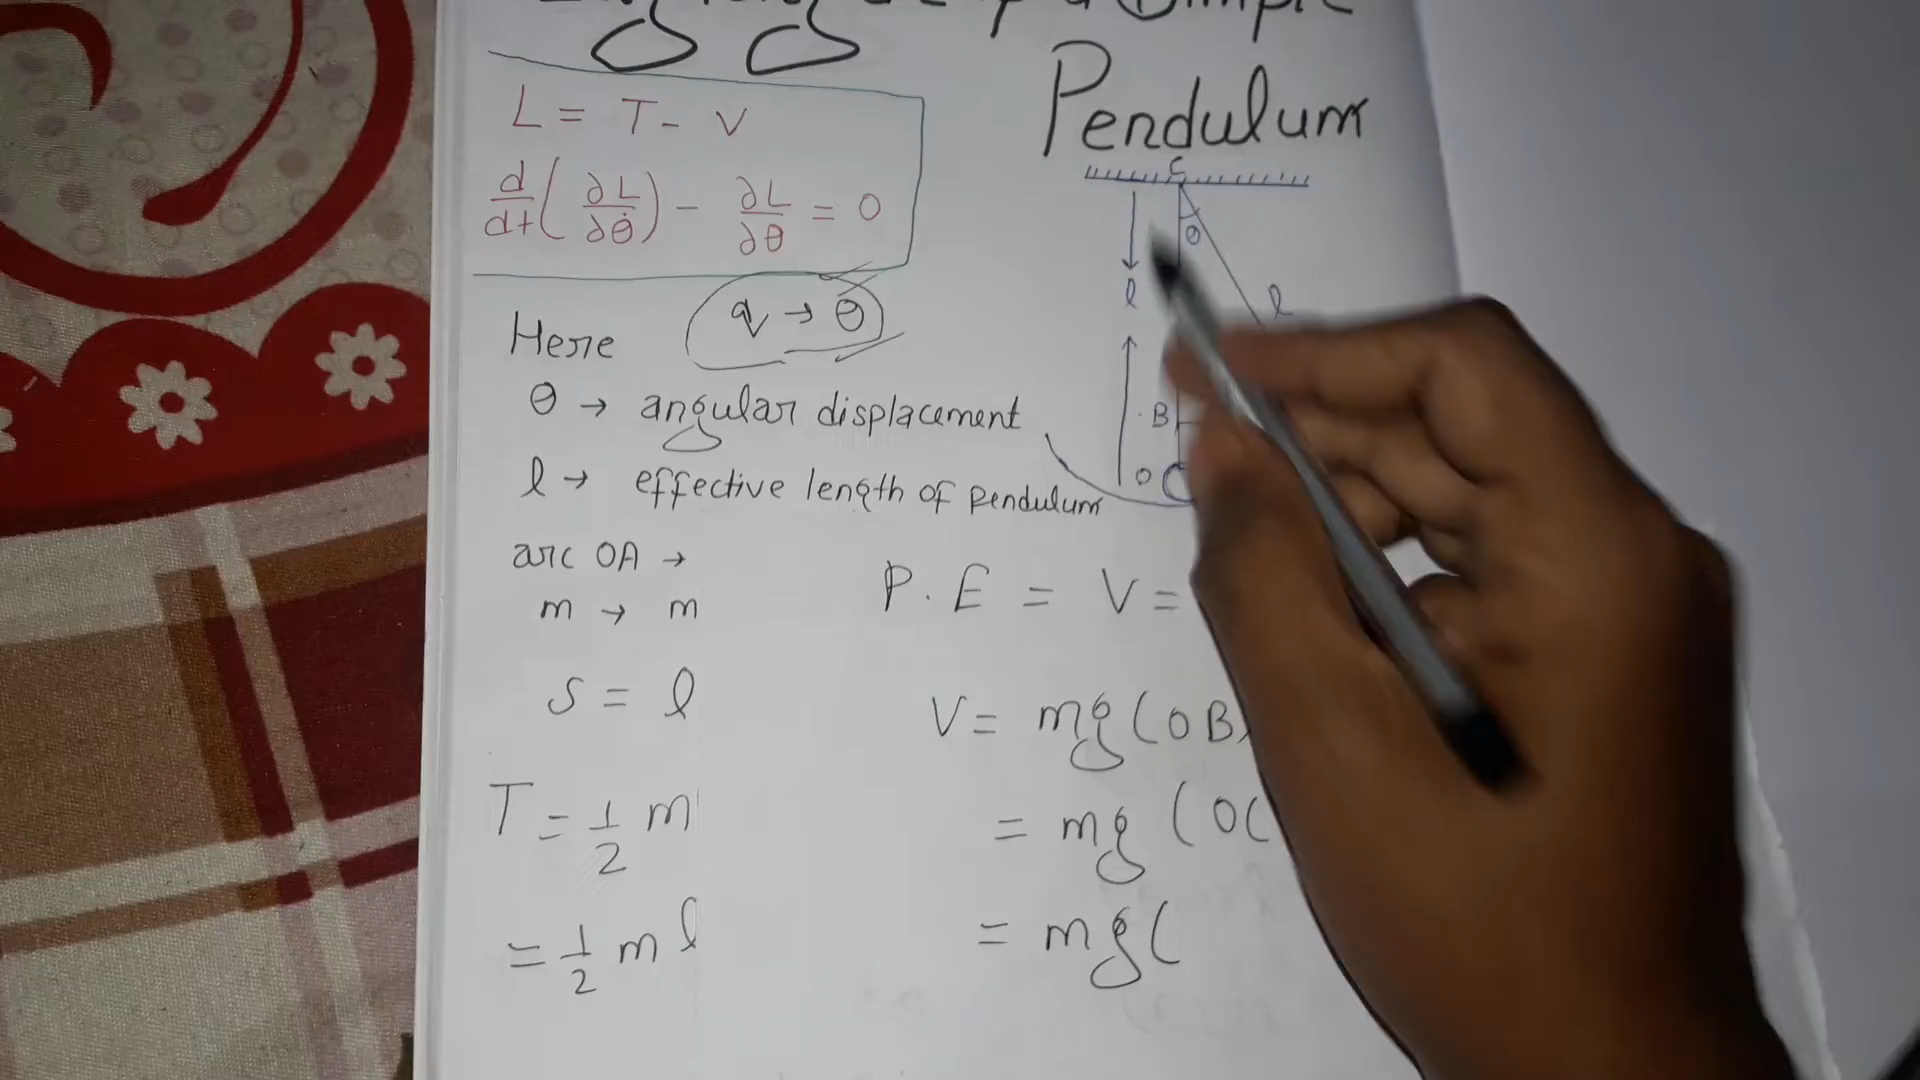 Pendulum
L = T - V
d/dt (∂L/∂θ̇) - ∂L/∂θ = 0
C
θ
l
l
B
O
q → θ
Here
θ → angular displacement
l → effective length of pendulum
arc OA →
m → m
S = l
T = 1/2 m
= 1/2 m l
P.E = V =
V = mg (OB)
= mg (OC
= mg (